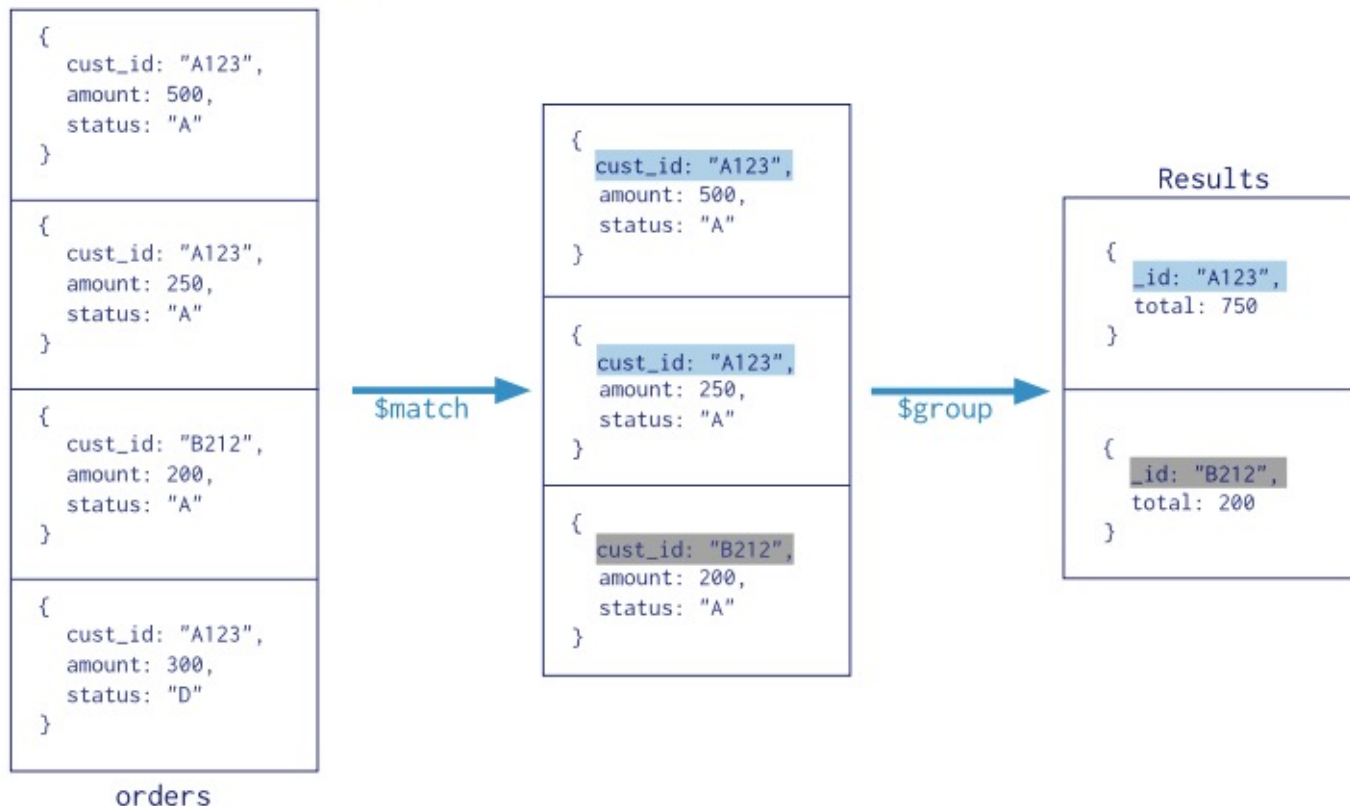 {
cust_id: "A123",
amount: 500,
status: "A"
}
{
cust_id: "A123",
amount: 250,
status: "A"
}
{
cust_id: "B212",
amount: 200,
status: "A"
}
{
cust_id: "A123",
amount: 300,
status: "D"
}
orders
$match
{
cust_id: "A123",
amount: 500,
status: "A"
}
{
cust_id: "A123",
amount: 250,
status: "A"
}
{
cust_id: "B212",
amount: 200,
status: "A"
}
$group
Results
{
_id: "A123",
total: 750
}
{
_id: "B212",
total: 200
}